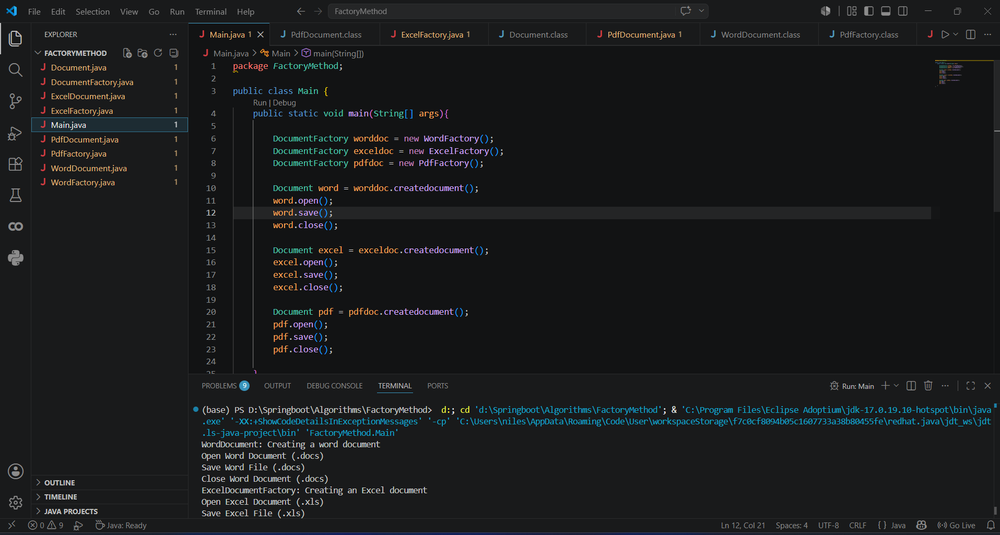 File Edit Selection View Go Run Terminal Help
FactoryMethod
EXPLORER
FACTORYMETHOD
Document.java 1
DocumentFactory.java 1
ExcelDocument.java 1
ExcelFactory.java 1
Main.java 1
PdfDocument.java 1
PdfFactory.java 1
WordDocument.java 1
WordFactory.java 1
OUTLINE
TIMELINE
JAVA PROJECTS
Main.java 1 PdfDocument.class ExcelFactory.java 1 Document.class PdfDocument.java 1 WordDocument.class PdfFactory.class
Main.java > Main > main(String[])
1 package FactoryMethod;
2
3 public class Main {
Run | Debug
4 public static void main(String[] args){
5
6 DocumentFactory worddoc = new WordFactory();
7 DocumentFactory exceldoc = new ExcelFactory();
8 DocumentFactory pdfdoc = new PdfFactory();
9
10 Document word = worddoc.createdocument();
11 word.open();
12 word.save();
13 word.close();
14
15 Document excel = exceldoc.createdocument();
16 excel.open();
17 excel.save();
18 excel.close();
19
20 Document pdf = pdfdoc.createdocument();
21 pdf.open();
22 pdf.save();
23 pdf.close();
24
25 }
PROBLEMS 9 OUTPUT DEBUG CONSOLE TERMINAL PORTS
Run: Main
(base) PS D:\Springboot\Algorithms\FactoryMethod> d:; cd 'd:\Springboot\Algorithms\FactoryMethod'; & 'C:\Program Files\Eclipse Adoptium\jdk-17.0.19.10-hotspot\bin\java
.exe' '-XX:+ShowCodeDetailsInExceptionMessages' '-cp' 'C:\Users\niles\AppData\Roaming\Code\User\workspaceStorage\f7c0cf8094b05c1607733a38b80455fe\redhat.java\jdt_ws\jdt
.ls-java-project\bin' 'FactoryMethod.Main'
WordDocument: Creating a word document
Open Word Document (.docs)
Save Word File (.docs)
Close Word Document (.docs)
ExcelDocumentFactory: Creating an Excel document
Open Excel Document (.xls)
Save Excel File (.xls)
0 9 Java: Ready
Ln 12, Col 21 Spaces: 4 UTF-8 CRLF { } Java Go Live